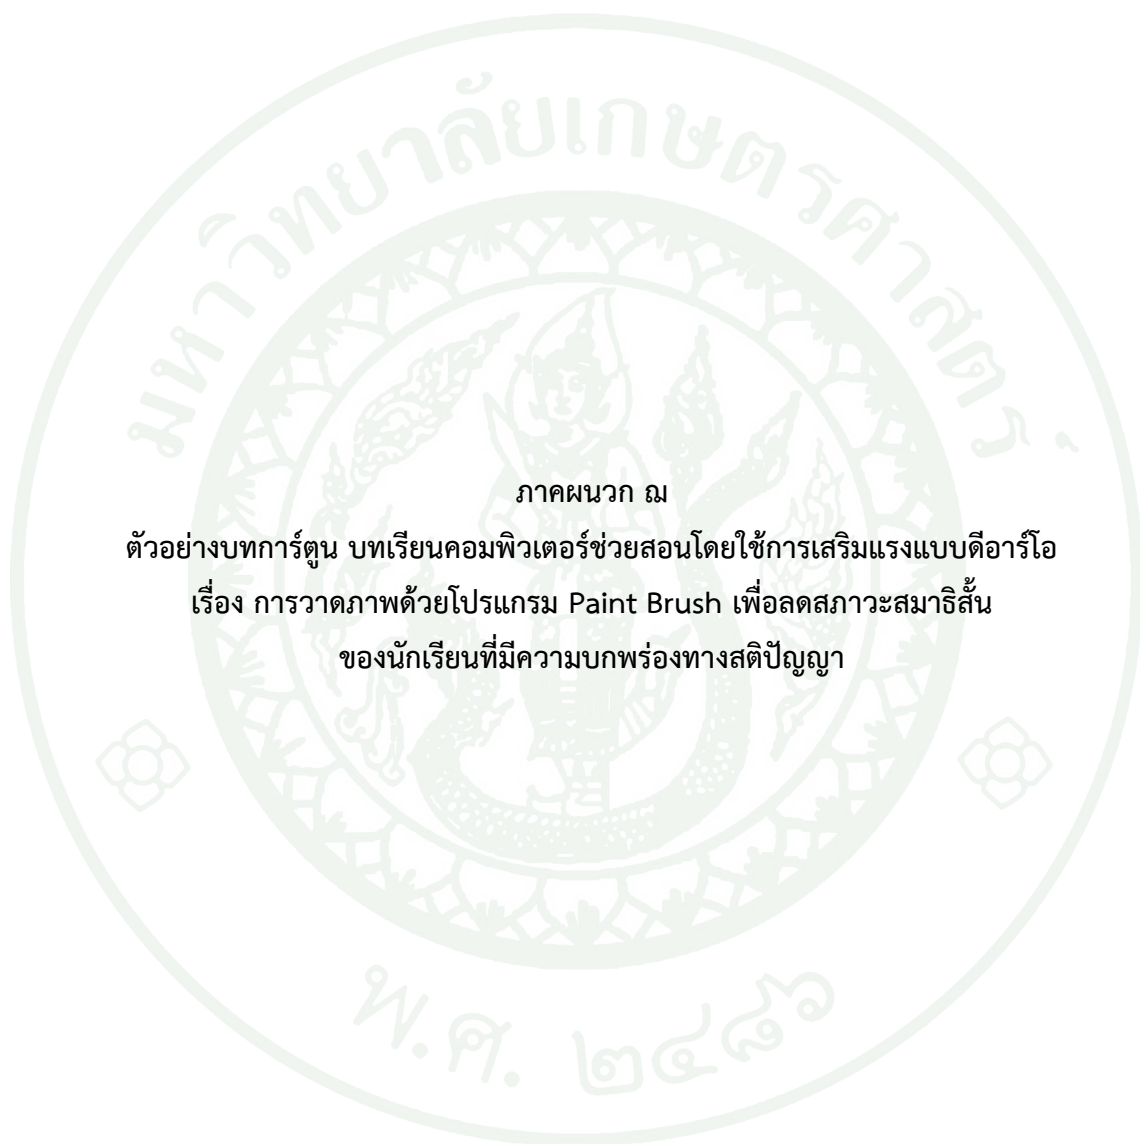 มหาวิทยาลัยเกษตรศาสตร์
ภาคผนวก ฌ
ตัวอย่างบทการ์ตูน บทเรียนคอมพิวเตอร์ช่วยสอนโดยใช้การเสริมแรงแบบดีอาร์โอ
เรื่อง การวาดภาพด้วยโปรแกรม Paint Brush เพื่อลดสภาวะสมาธิสั้น
ของนักเรียนที่มีความบกพร่องทางสติปัญญา
พ.ศ. ๒๔๘๖